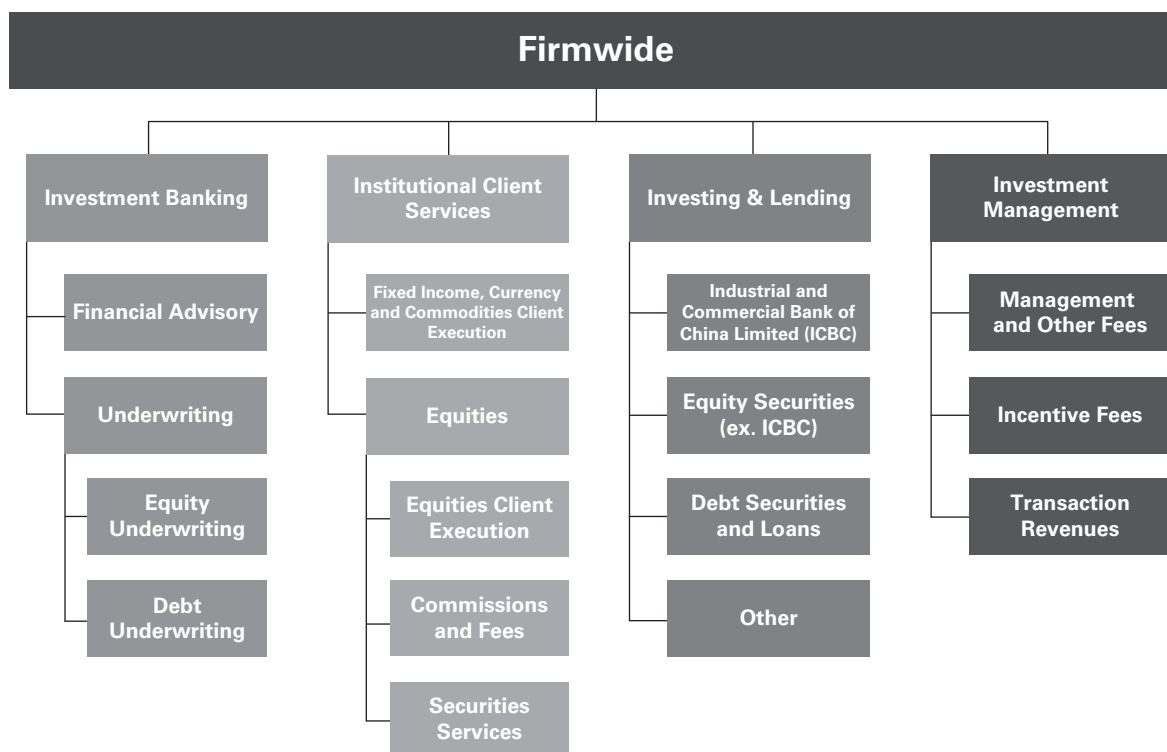 Firmwide
Investment Banking
Financial Advisory
Underwriting
Equity
Underwriting
Debt
Underwriting
Institutional Client
Services
Fixed Income, Currency
and Commodities Client
Execution
Equities
Equities Client
Execution
Commissions
and Fees
Securities
Services
Investing & Lending
Industrial and
Commercial Bank of
China Limited (ICBC)
Equity Securities
(ex. ICBC)
Debt Securities
and Loans
Other
Investment
Management
Management
and Other Fees
Incentive Fees
Transaction
Revenues